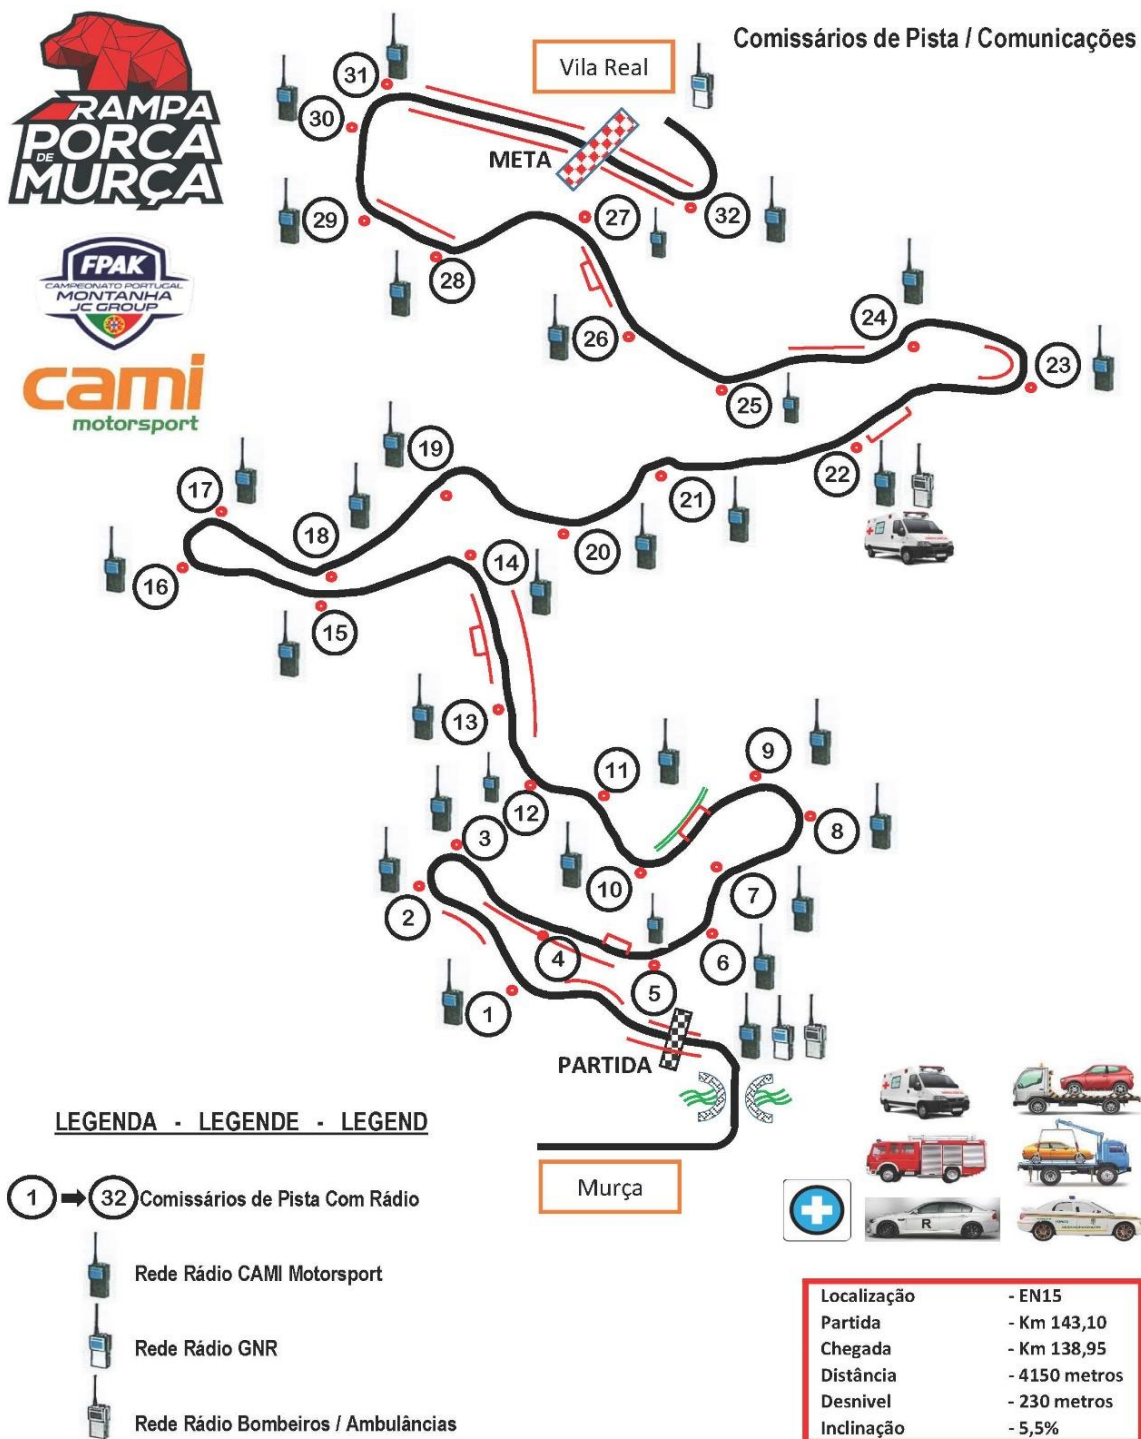 Comissários de Pista / Comunicações
RAMPA
PORCA
DE
MURÇA
FPAK
CAMPEONATO PORTUGAL
MONTANHA
JC GROUP
cami
motorsport
Vila Real
META
31
30
29
28
27
32
26
25
24
23
22
21
20
19
18
17
16
15
14
13
12
11
10
9
8
7
6
5
4
3
2
1
PARTIDA
Murça
R
LEGENDA - LEGENDE - LEGEND
1 32 Comissários de Pista Com Rádio
Rede Rádio CAMI Motorsport
Rede Rádio GNR
Rede Rádio Bombeiros / Ambulâncias
Localização - EN15
Partida - Km 143,10
Chegada - Km 138,95
Distância - 4150 metros
Desnivel - 230 metros
Inclinação - 5,5%